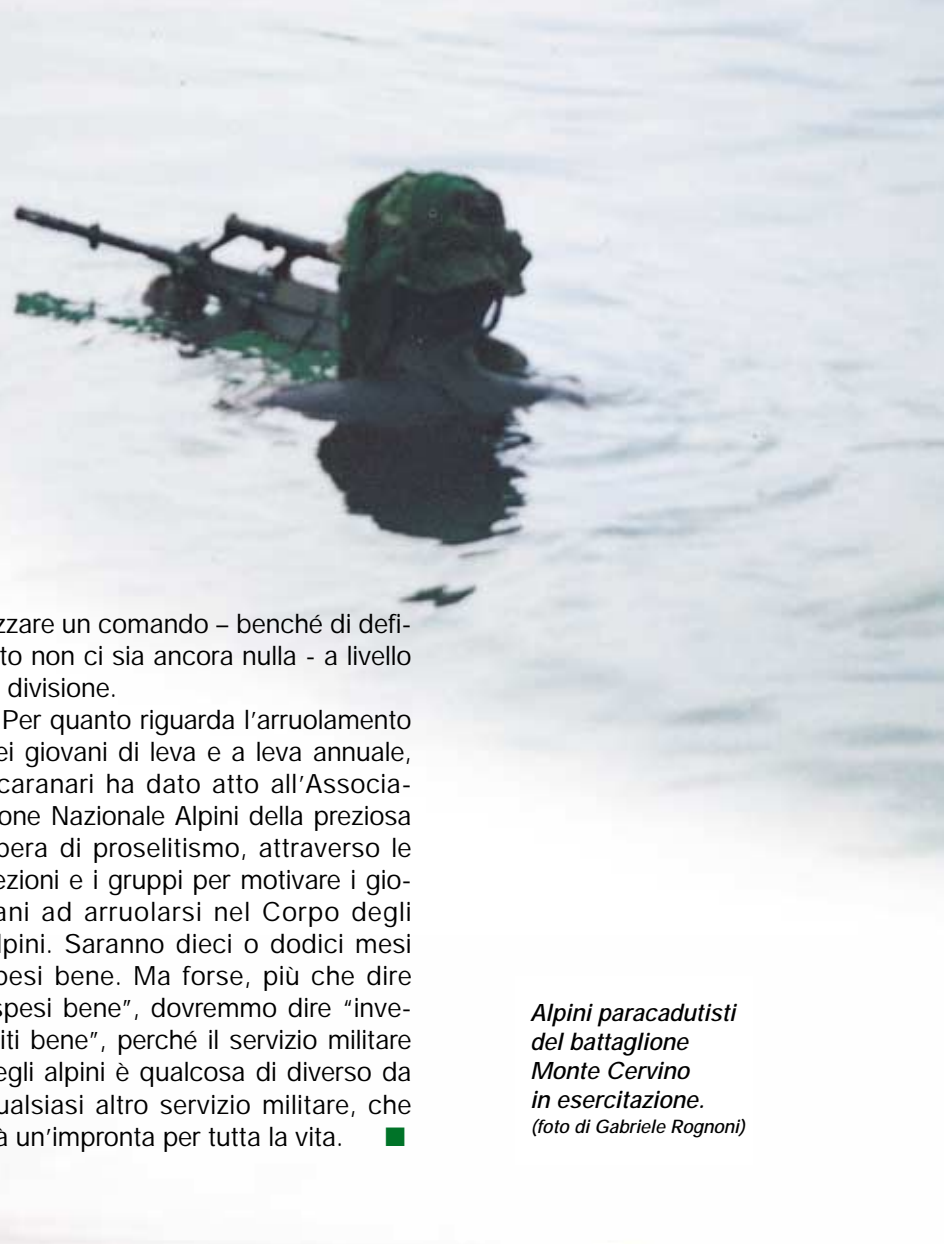 zzare un comando – benché di defi-
to non ci sia ancora nulla - a livello
divisione.
Per quanto riguarda l'arruolamento
ei giovani di leva e a leva annuale,
caranari ha dato atto all'Associa-
one Nazionale Alpini della preziosa
pera di proselitismo, attraverso le
ezioni e i gruppi per motivare i gio-
ani ad arruolarsi nel Corpo degli
lpini. Saranno dieci o dodici mesi
pesi bene. Ma forse, più che dire
spesi bene", dovremmo dire "inve-
iti bene", perché il servizio militare
egli alpini è qualcosa di diverso da
ualsiasi altro servizio militare, che
à un'impronta per tutta la vita.
Alpini paracadutisti
del battaglione
Monte Cervino
in esercitazione.
(foto di Gabriele Rognoni)